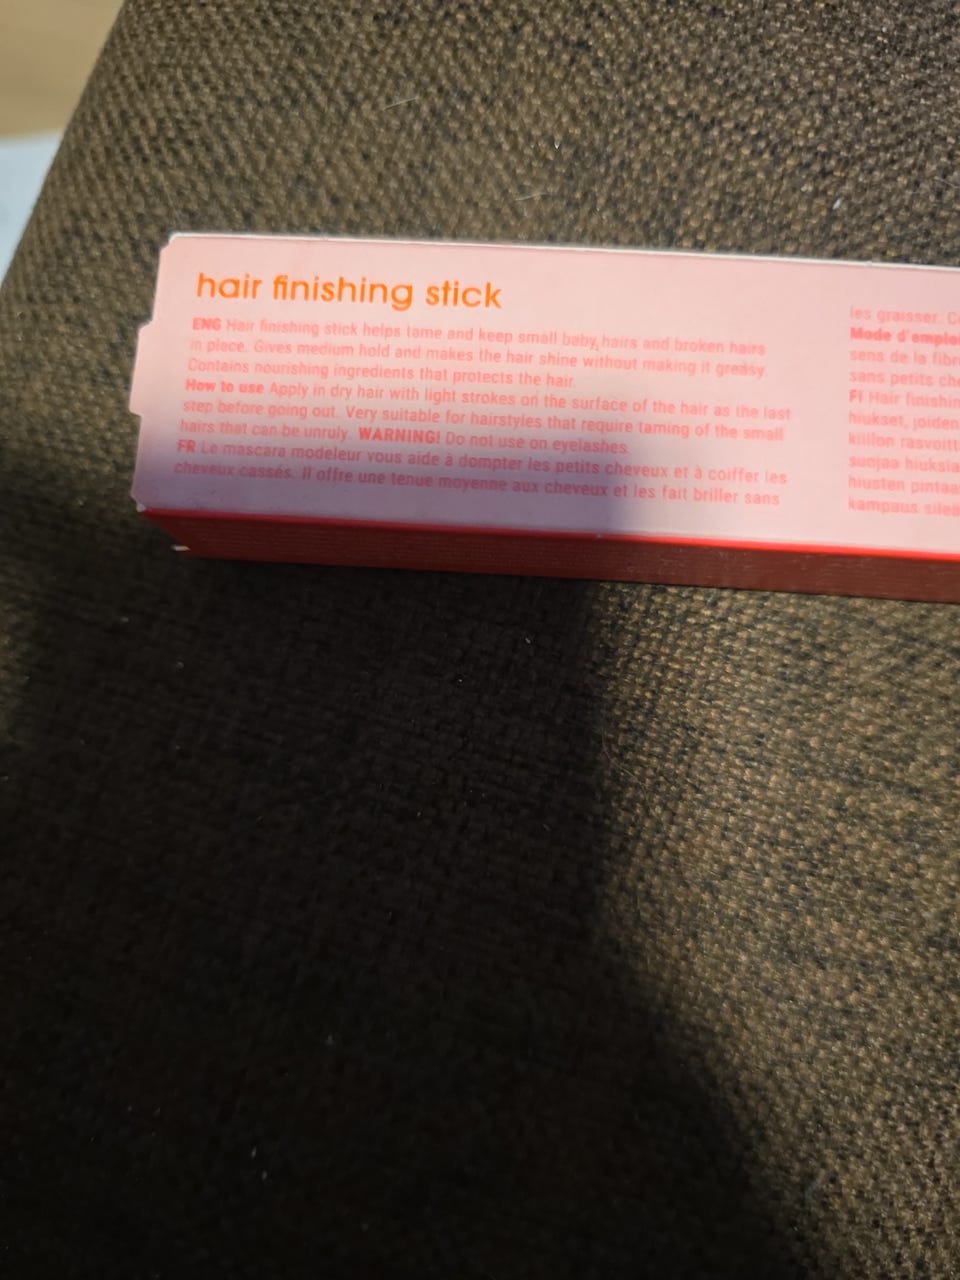 hair finishing stick
ENG Hair finishing stick helps tame and keep small baby hairs and broken hairs
in place. Gives medium hold and makes the hair shine without making it greasy.
Contains nourishing ingredients that protects the hair.
How to use Apply in dry hair with light strokes on the surface of the hair as the last
step before going out. Very suitable for hairstyles that require taming of the small
hairs that can be unruly. WARNING! Do not use on eyelashes.
FR Le mascara modeleur vous aide à dompter les petits cheveux et à coiffer les
cheveux cassés. Il offre une tenue moyenne aux cheveux et les fait briller sans
les graisser.
Mode d'emploi
sens de la
sans petits
FI Hair
hiukset, joiden
kiillon
suojaa
hiusten
kampaus